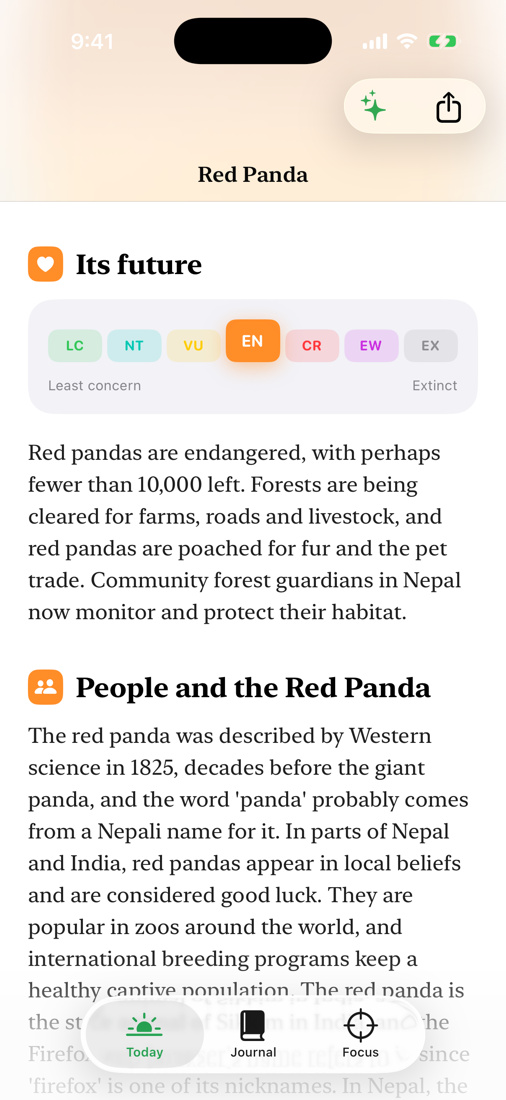 9:41
Red Panda
Its future
LC NT VU EN CR EW EX
Least concern Extinct
Red pandas are endangered, with perhaps
fewer than 10,000 left. Forests are being
cleared for farms, roads and livestock, and
red pandas are poached for fur and the pet
trade. Community forest guardians in Nepal
now monitor and protect their habitat.
People and the Red Panda
The red panda was described by Western
science in 1825, decades before the giant
panda, and the word 'panda' probably comes
from a Nepali name for it. In parts of Nepal
and India, red pandas appear in local beliefs
and are considered good luck. They are
popular in zoos around the world, and
international breeding programs keep a
healthy captive population. The red panda is
the
the
since
'firefox' is one of its nicknames. In Nepal, the
Today Journal Focus